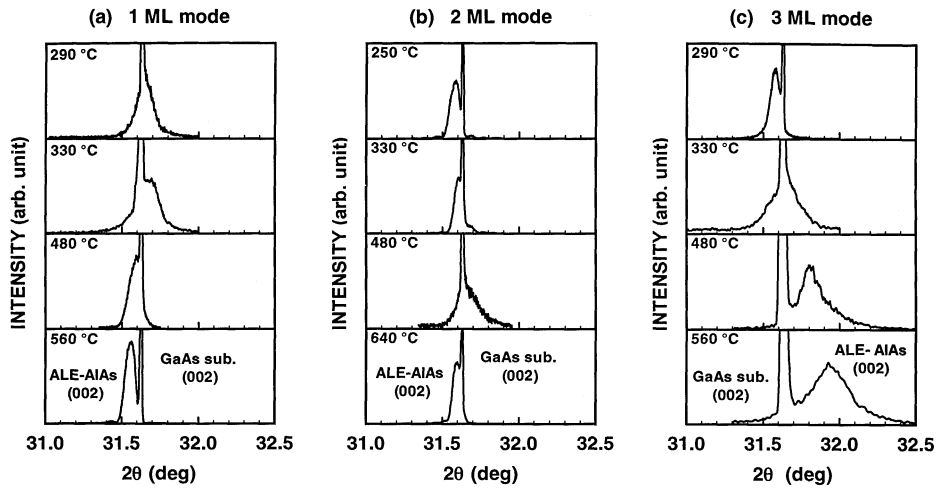 (a) 1 ML mode
(b) 2 ML mode
(c) 3 ML mode
INTENSITY (arb. unit)
290 °C
330 °C
480 °C
560 °C
ALE-AlAs
(002)
GaAs sub.
(002)
31.0 31.5 32.0 32.5
2θ (deg)
INTENSITY (arb. unit)
250 °C
330 °C
480 °C
640 °C
ALE-AlAs
(002)
GaAs sub.
(002)
31.0 31.5 32.0 32.5
2θ (deg)
INTENSITY (arb. unit)
290 °C
330 °C
480 °C
560 °C
GaAs sub.
(002)
ALE- AlAs
(002)
31.0 31.5 32.0 32.5
2θ (deg)